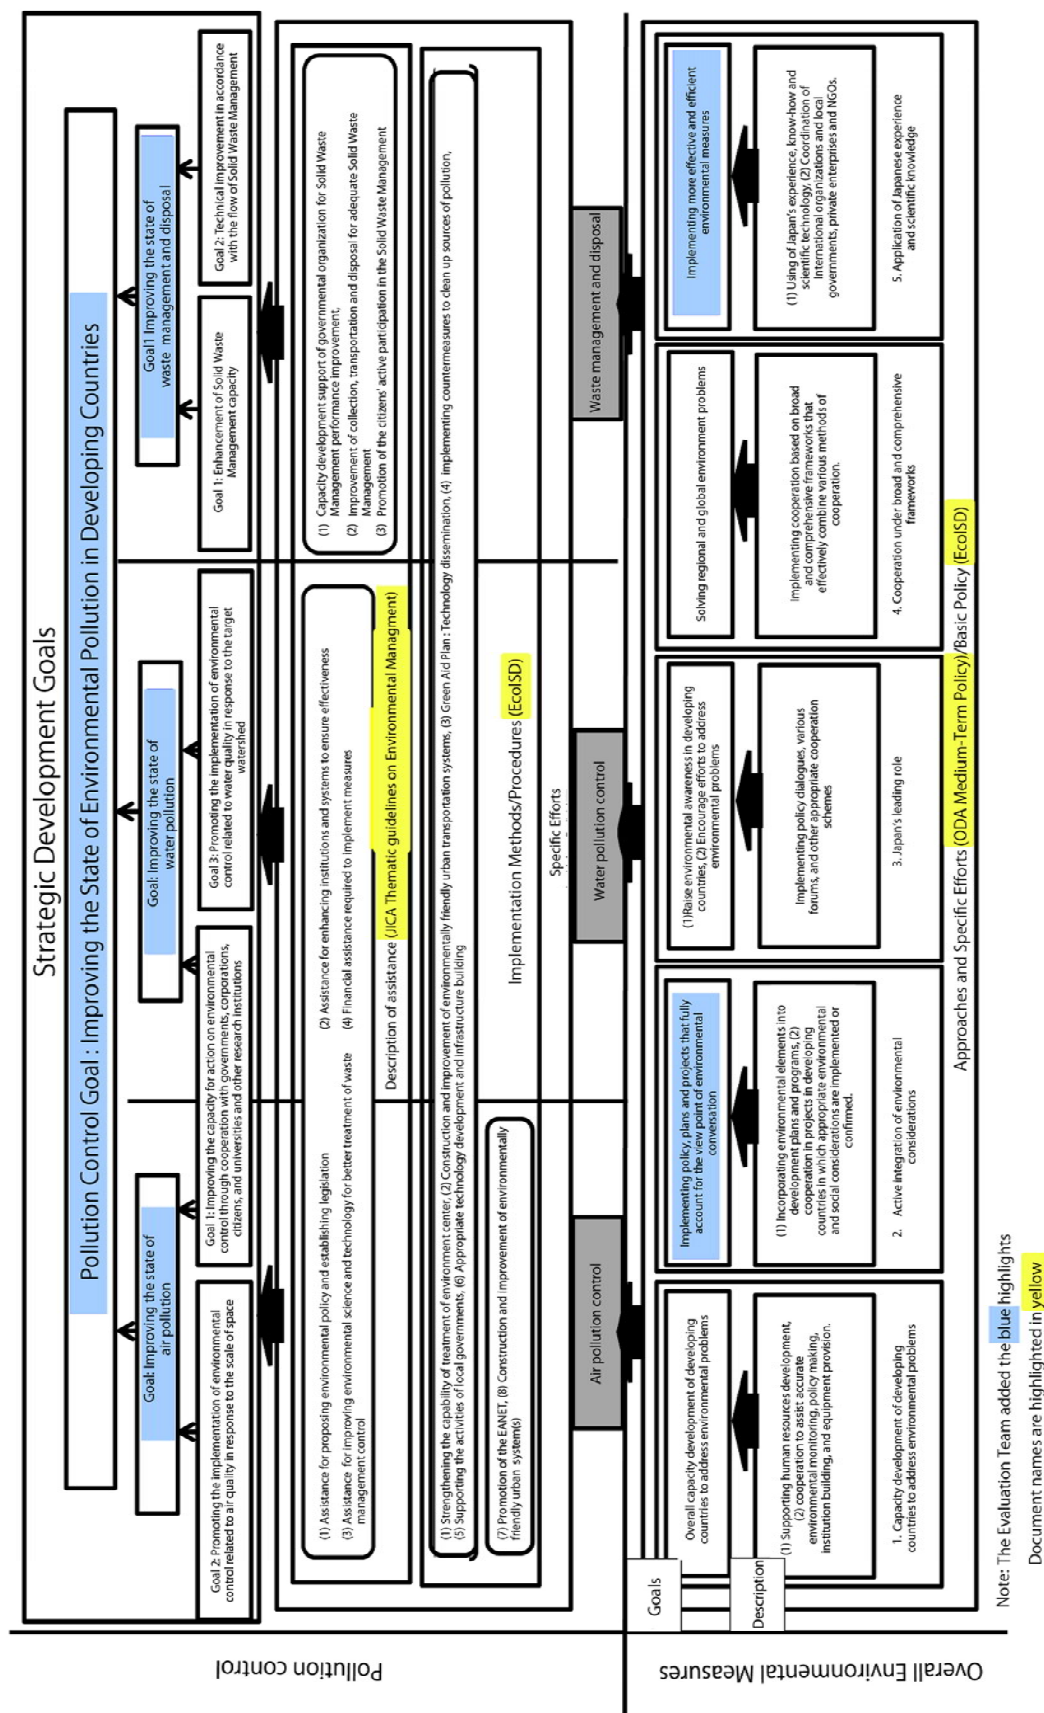 Strategic Development Goals
Pollution Control Goal : Improving the State of Environmental Pollution in Developing Countries
Goal: Improving the state of
air pollution
Goal: Improving the state of
water pollution
Goal1 Improving the state of
waste management and disposal
Goal 2: Promoting the implementation of environmental
control related to air quality in response to the scale of space
Goal 1: Improving the capacity for action on environmental
control through cooperation with governments, corporations,
citizens, and universities and other research institutions
Goal 3: Promoting the implementation of environmental
control related to water quality in response to the target
watershed
Goal 1: Enhancement of Solid Waste
Management capacity
Goal 2: Technical improvement in accordance
with the flow of Solid Waste Management
Pollution control
(1) Assistance for proposing environmental policy and establishing legislation
(2) Assistance for enhancing institutions and systems to ensure effectiveness
(3) Assistance for improving environmental science and technology for better treatment of waste
management control
(4) Financial assistance required to implement measures
(1) Capacity development support of governmental organization for Solid Waste
Management performance improvement,
(2) Improvement of collection, transportation and disposal for adequate Solid Waste
Management
(3) Promotion of the citizens' active participation in the Solid Waste Management
Description of assistance (JICA Thematic guidelines on Environmental Managment)
(1) Strengthening the capability of treatment of environment center, (2) Construction and improvement of environmentally friendly urban transportation systems, (3) Green Aid Plan : Technology dissemination, (4) implementing countermeasures to clean up sources of pollution,
(5) Supporting the activities of local governments, (6) Appropriate technology development and infrastructure building
(7) Promotion of the EANET, (8) Construction and improvement of environmentally
friendly urban system(s)
Implementation Methods/Procedures (EcoISD)
Specific Efforts
Air pollution control
Water pollution control
Waste management and disposal
Overall Environmental Measures
Goals
Overall capacity development of developing
countries to address environmental problems
Implementing policy, plans and projects that fully
account for the view point of environmental
conversation
(1)Raise environmental awareness in developing
countries, (2) Encourage efforts to address
environmental problems
Solving regional and global environment problems
Implementing more effective and efficient
environmental measures
Description
(1) Supporting human resources development,
(2) cooperation to assist accurate
environmental monitoring, policy making,
institution building, and equipment provision.
(1) Incorporating environmental elements into
development plans and programs, (2)
cooperation in projects in developing
countries in which appropriate environmental
and social considerations are implemented or
confirmed.
Implementing policy dialogues, various
forums, and other appropriate cooperation
schemes
Implementing cooperation based on broad
and comprehensive frameworks that
effectively combine various methods of
cooperation.
(1) Using of Japan's experience, know-how and
scientific technology, (2) Coordination of
International organizations and local
governments, private enterprises and NGOs.
1. Capacity development of developing
countries to address environmental problems
2. Active integration of environmental
considerations
3. Japan's leading role
4. Cooperation under broad and comprehensive
frameworks
5. Application of Japanese experience
and scientific knowledge
Approaches and Specific Efforts (ODA Medium-Term Policy)/Basic Policy (EcoISD)
Note: The Evaluation Team added the blue highlights
Document names are highlighted in yellow